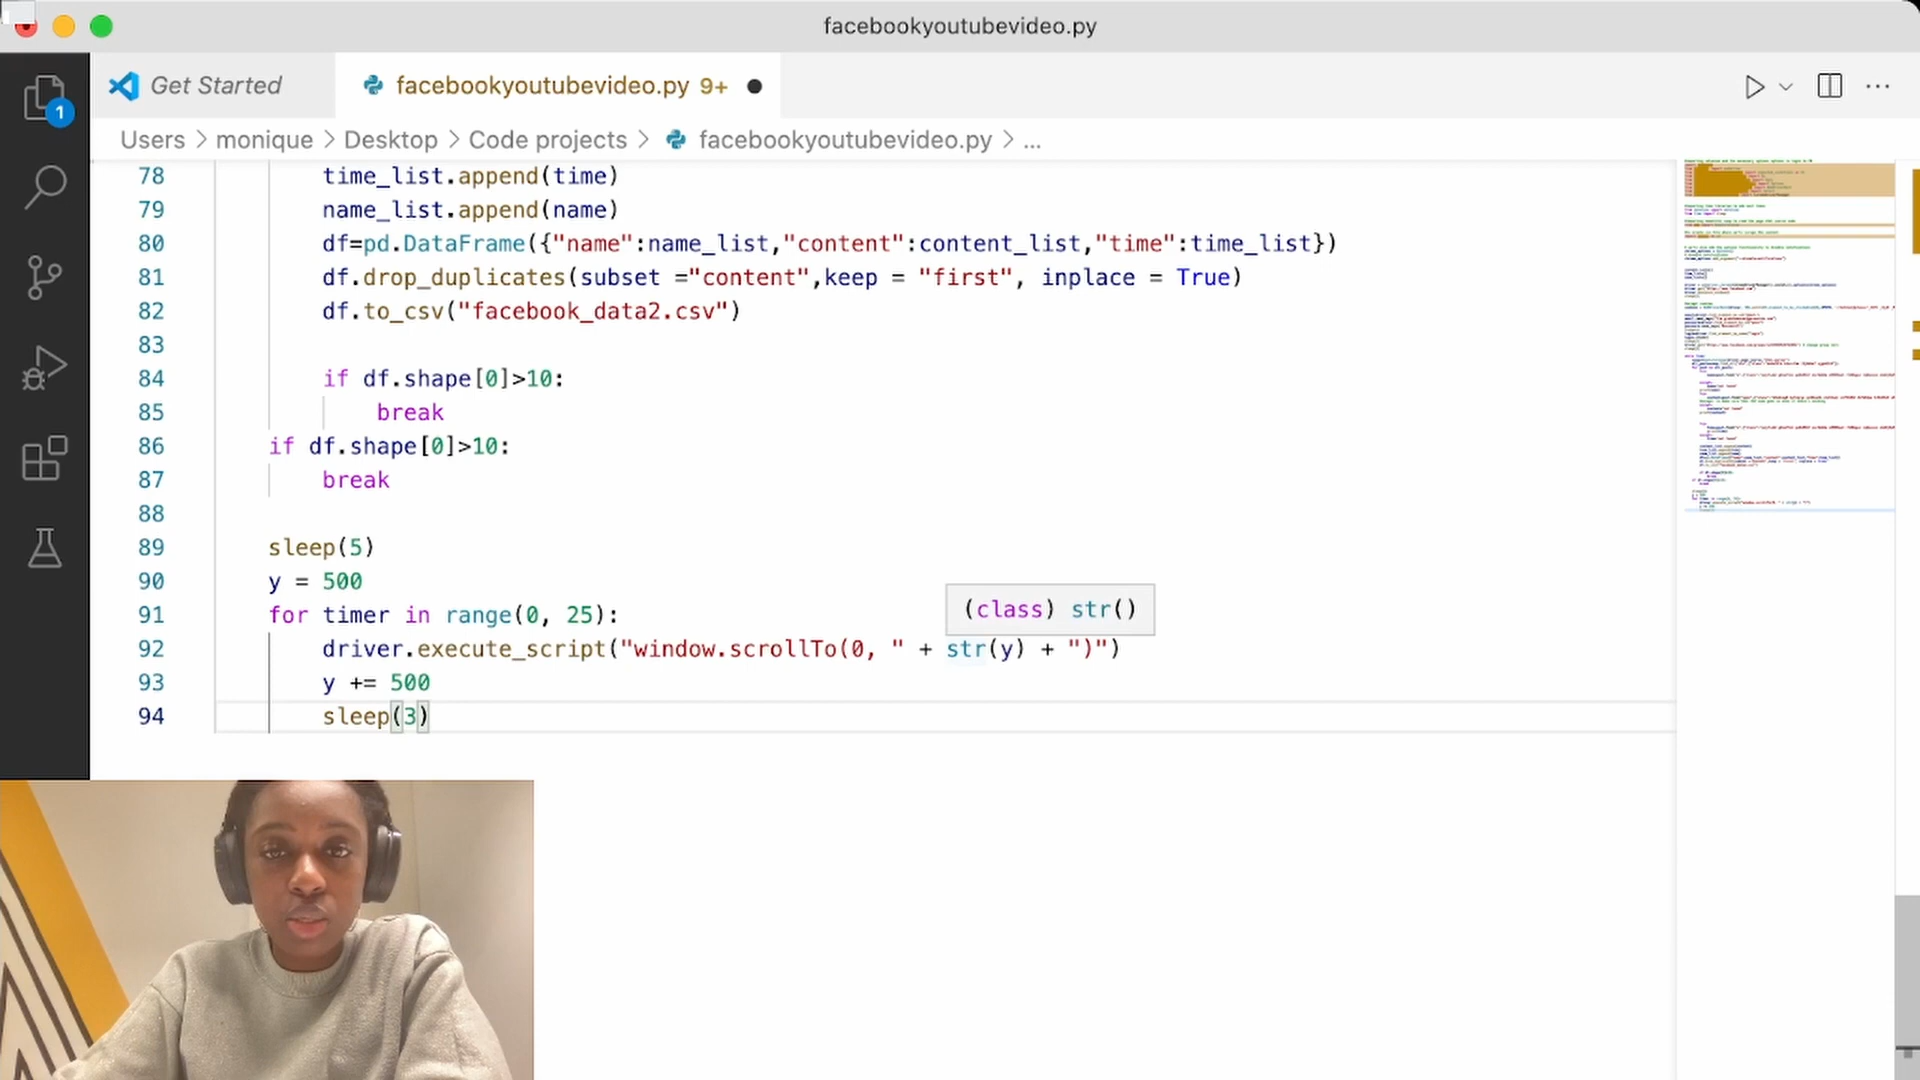 facebookyoutubevideo.py
Get Started
facebookyoutubevideo.py 9+
1
Users > monique > Desktop > Code projects > facebookyoutubevideo.py > ...
78 time_list.append(time)
79 name_list.append(name)
80 df=pd.DataFrame({"name":name_list,"content":content_list,"time":time_list})
81 df.drop_duplicates(subset ="content",keep = "first", inplace = True)
82 df.to_csv("facebook_data2.csv")
83
84 if df.shape[0]>10:
85 break
86 if df.shape[0]>10:
87 break
88
89 sleep(5)
90 y = 500
(class) str()
91 for timer in range(0, 25):
92 driver.execute_script("window.scrollTo(0, " + str(y) + ")")
93 y += 500
94 sleep(3)